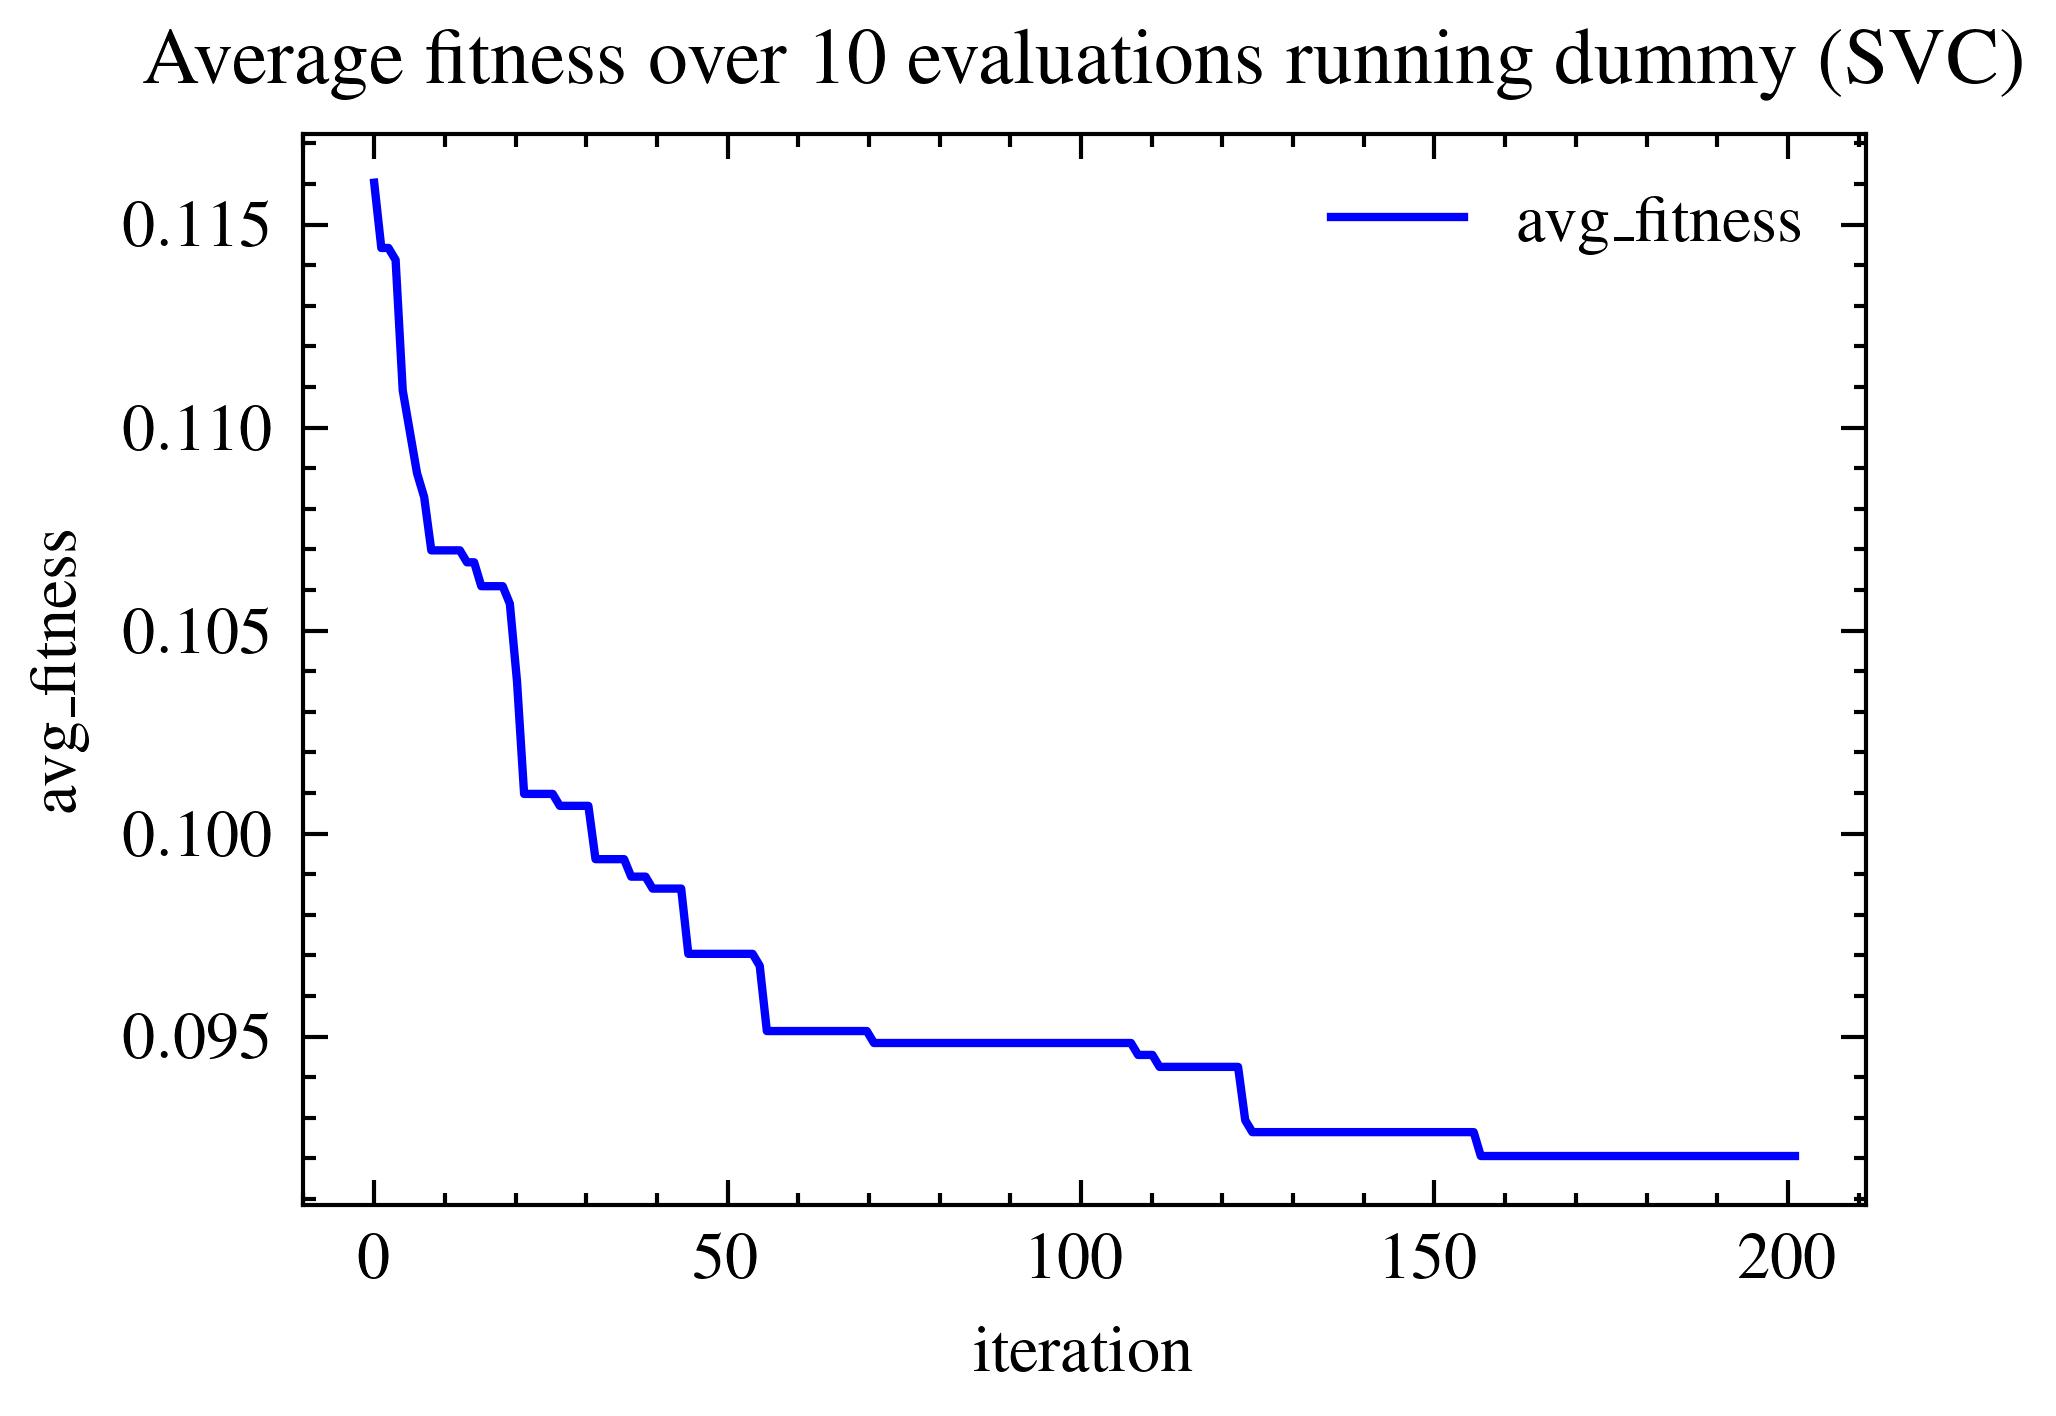 Average fitness over 10 evaluations running dummy (SVC)
avg_fitness
0.115
0.110
0.105
0.100
0.095
avg_fitness
0 50 100 150 200
iteration